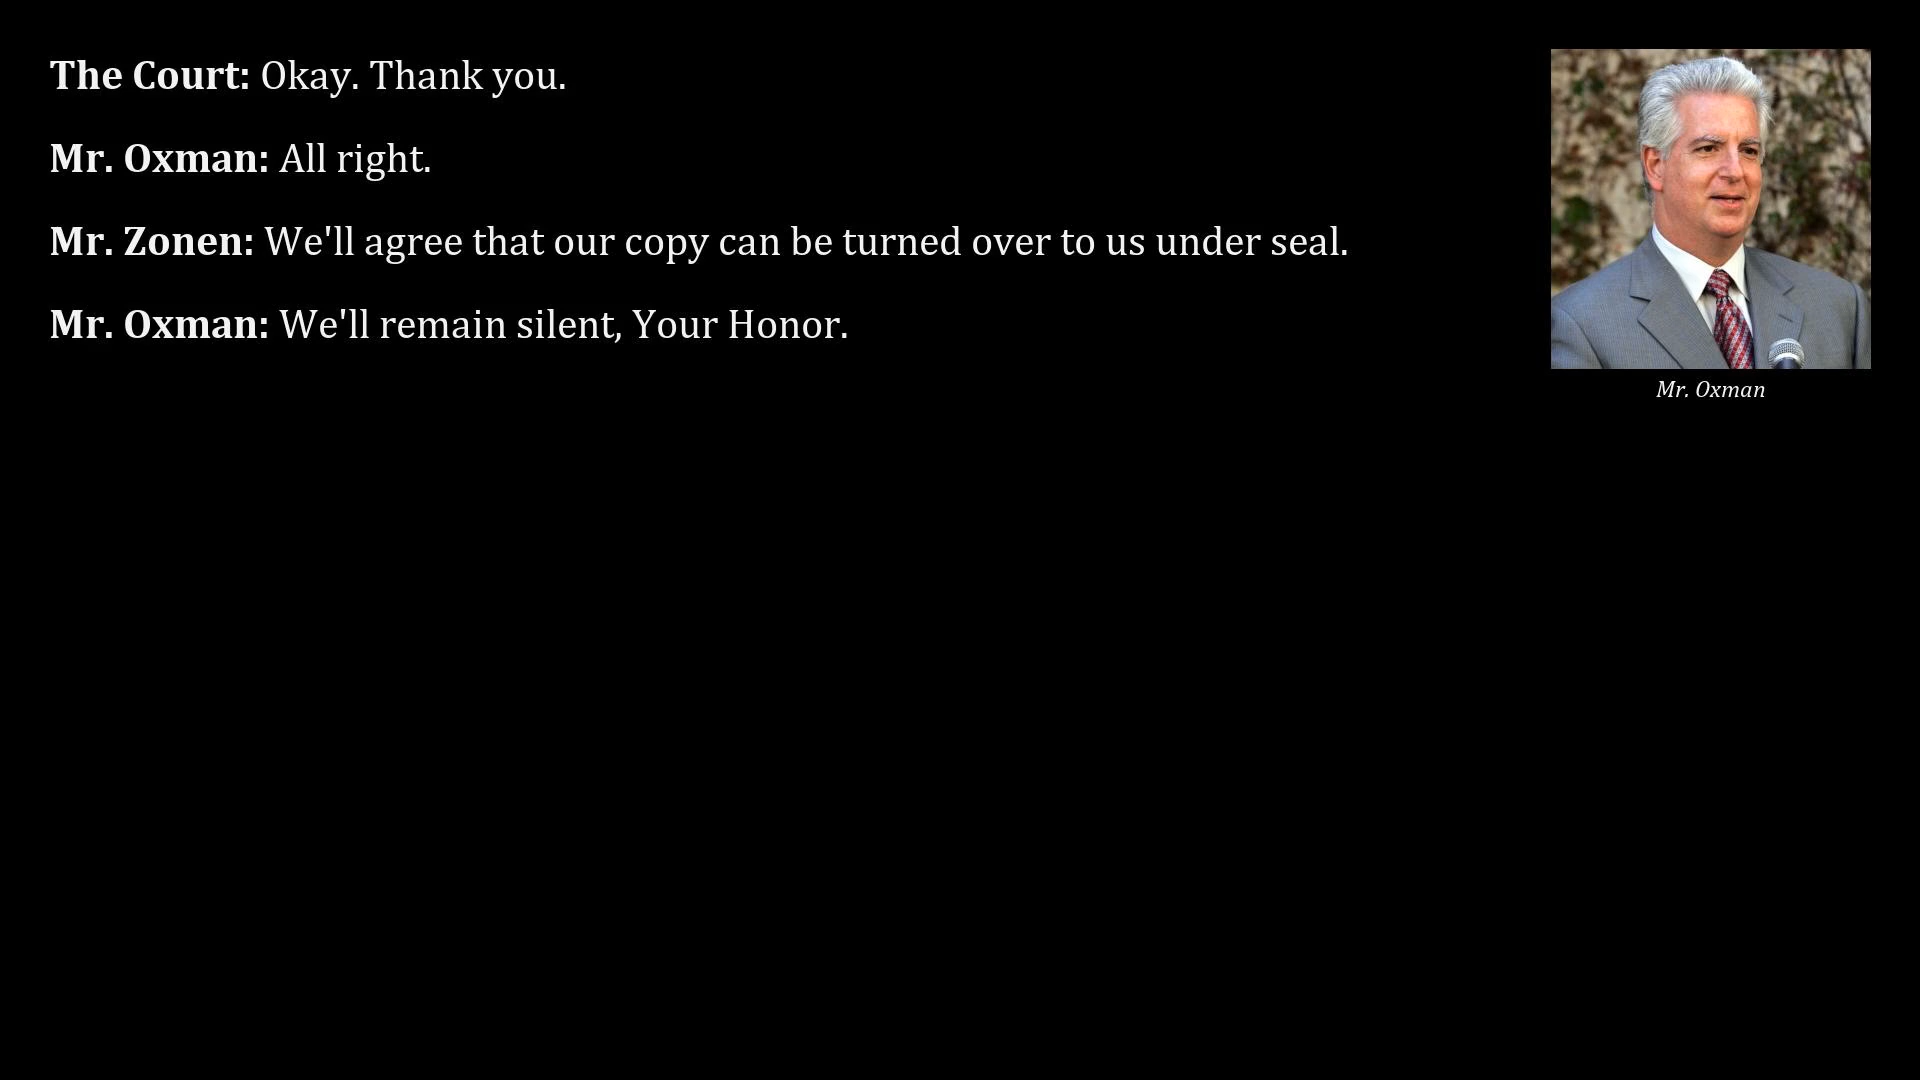 The Court: Okay. Thank you.
Mr. Oxman: All right.
Mr. Zonen: We'll agree that our copy can be turned over to us under seal.
Mr. Oxman: We'll remain silent, Your Honor.
Mr. Oxman